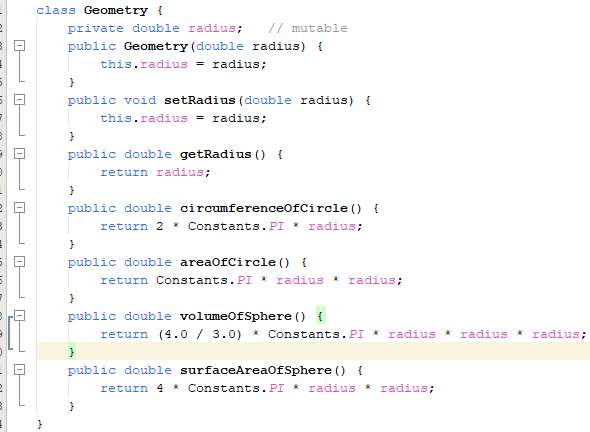 class Geometry {
    private double radius;   // mutable
    public Geometry(double radius) {
        this.radius = radius;
    }
    public void setRadius(double radius) {
        this.radius = radius;
    }
    public double getRadius() {
        return radius;
    }
    public double circumferenceOfCircle() {
        return 2 * Constants.PI * radius;
    }
    public double areaOfCircle() {
        return Constants.PI * radius * radius;
    }
    public double volumeOfSphere() {
        return (4.0 / 3.0) * Constants.PI * radius * radius * radius;
    }
    public double surfaceAreaOfSphere() {
        return 4 * Constants.PI * radius * radius;
    }
}